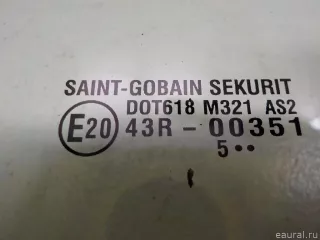 SAINT-GOBAIN SEKURIT
DOT618 M321 AS2
E20 43R - 00351
5 ••
© eaural.ru